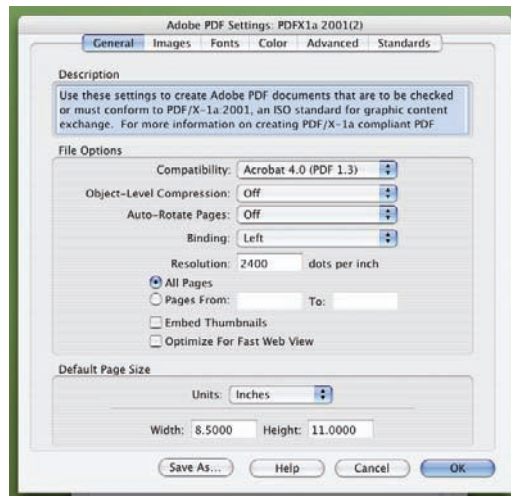 Adobe PDF Settings: PDFX1a 2001(2)
General Images Fonts Color Advanced Standards
Description
Use these settings to create Adobe PDF documents that are to be checked
or must conform to PDF/X-1a:2001, an ISO standard for graphic content
exchange. For more information on creating PDF/X-1a compliant PDF
File Options
Compatibility: Acrobat 4.0 (PDF 1.3)
Object-Level Compression: Off
Auto-Rotate Pages: Off
Binding: Left
Resolution: 2400 dots per inch
All Pages
Pages From: To:
Embed Thumbnails
Optimize For Fast Web View
Default Page Size
Units: Inches
Width: 8.5000 Height: 11.0000
Save As... Help Cancel OK